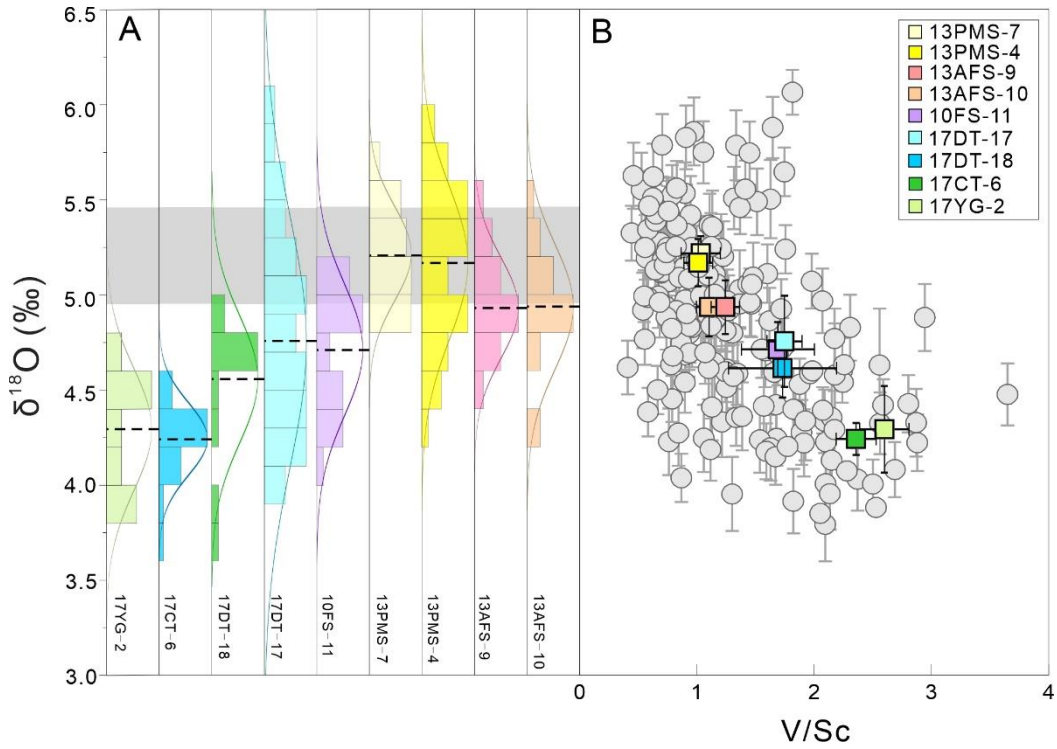 A
B
6.5
6.0
5.5
5.0
4.5
4.0
3.5
3.0
δ18O (‰)
17YG-2
17CT-6
17DT-18
17DT-17
10FS-11
13PMS-7
13PMS-4
13AFS-9
13AFS-10
13PMS-7
13PMS-4
13AFS-9
13AFS-10
10FS-11
17DT-17
17DT-18
17CT-6
17YG-2
0
1
2
3
4
V/Sc